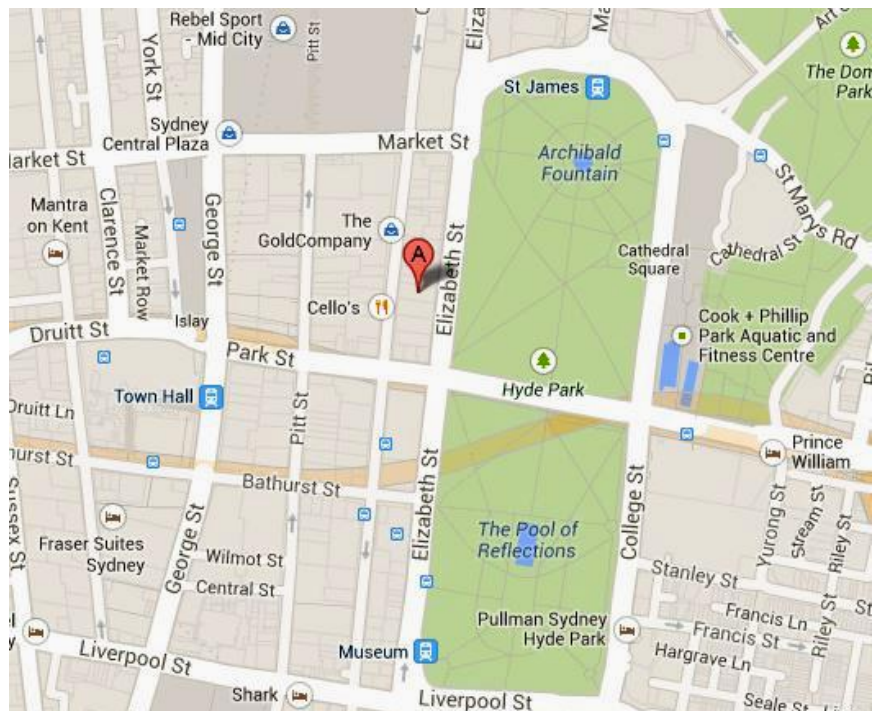 Rebel Sport
- Mid City
Pitt St
Eliza
Art
York St
St James
The Dom
Park
Sydney
Central Plaza
Market St
Market St
Archibald
Fountain
St Marys Rd
Mantra
on Kent
Clarence St
George St
The
GoldCompany
A
Elizabeth St
Cathedral
Square
Cathedral St
Market Row
Cello's
Islay
Cook + Phillip
Park Aquatic and
Fitness Centre
Druitt St
Park St
Hyde Park
Town Hall
Druitt Ln
Pitt St
Prince
William
hurst St
Bathurst St
Elizabeth St
College St
Yurong St
Stream St
Riley St
Sussex St
Fraser Suites
Sydney
George St
Wilmot St
Central St
The Pool of
Reflections
Stanley St
Francis Ln
Francis St
Riley St
Pullman Sydney
Hyde Park
Hargrave Ln
Museum
Liverpool St
Liverpool St
Shark
Seale St